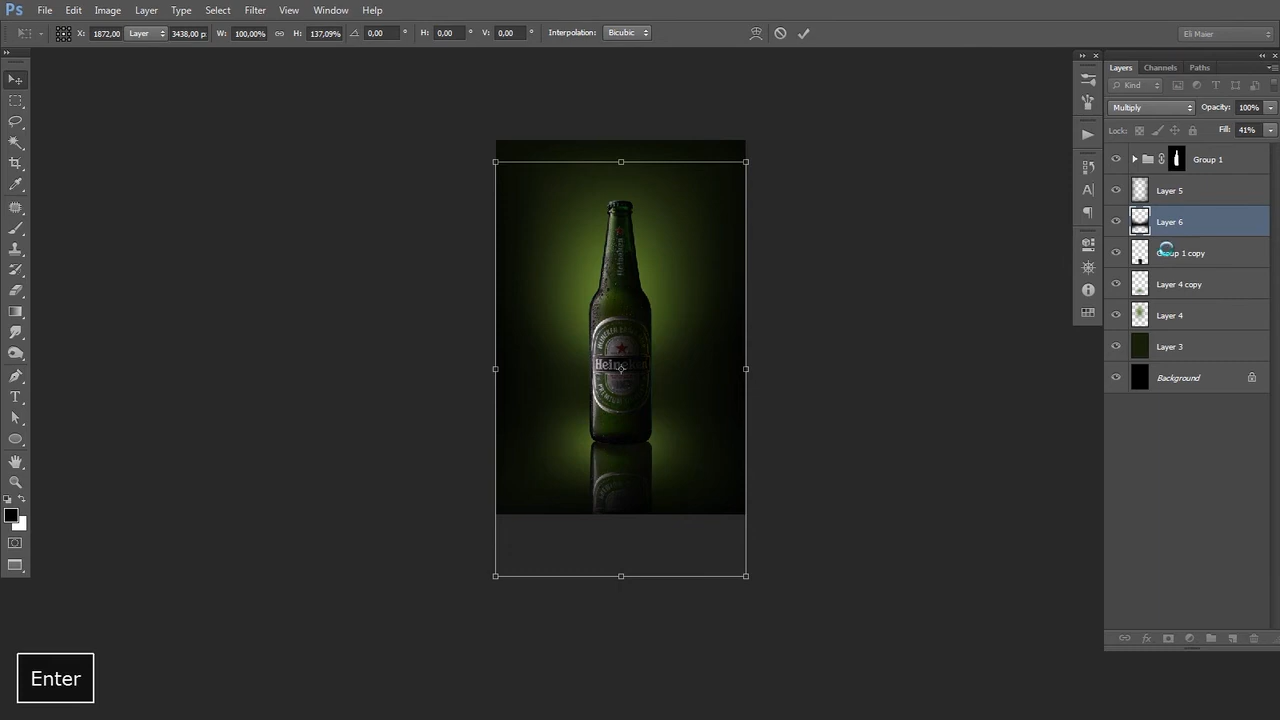 Ps File Edit Image Layer Type Select Filter View Window Help
X: 1872,00 Layer 3438,00 p: W: 100,00% H: 137,09% 0,00 ° H: 0,00 ° V: 0,00 ° Interpolation: Bicubic Eli Maier
Layers Channels Paths
Kind
Multiply Opacity: 100%
Lock: Fill: 41%
Group 1
Layer 5
Layer 6
Group 1 copy
Layer 4 copy
Layer 4
Layer 3
Background
Heineken
Heineken
PREMIUM
Enter